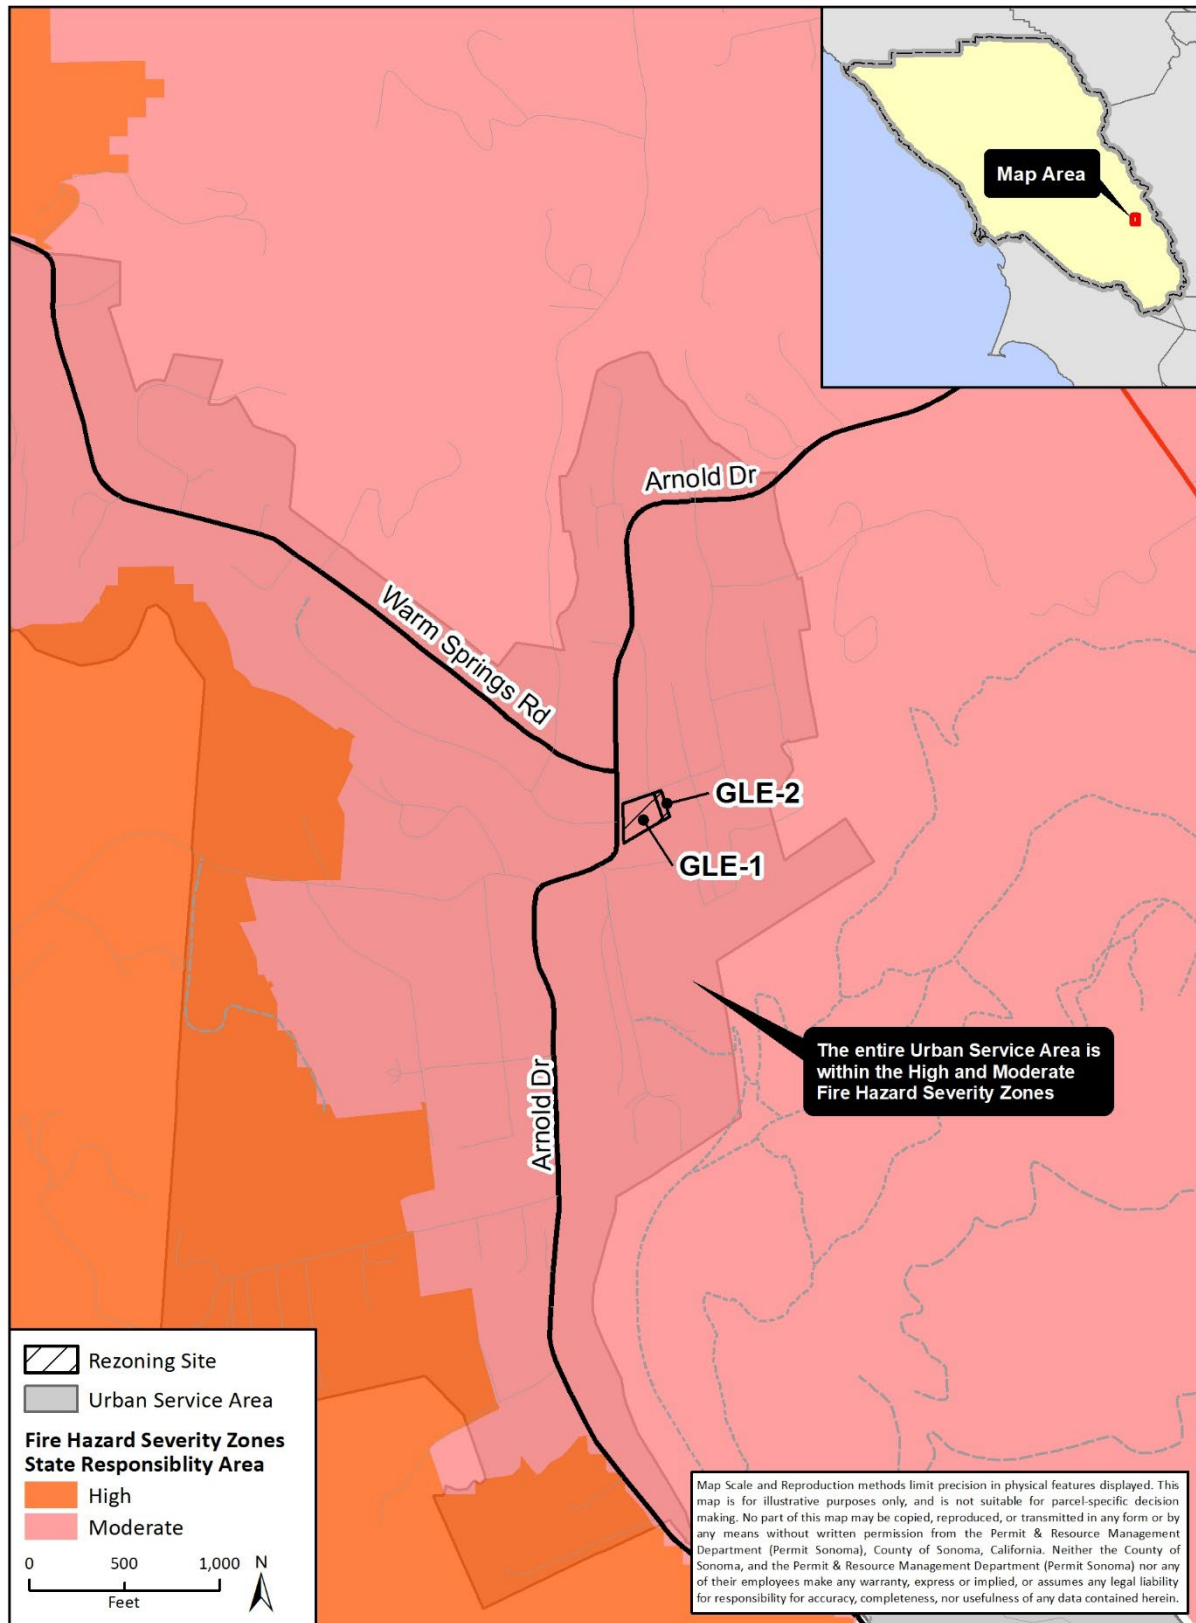 Map Area
Arnold Dr
Warm Springs Rd
GLE-2
GLE-1
The entire Urban Service Area is
within the High and Moderate
Fire Hazard Severity Zones
Arnold Dr
Rezoning Site
Urban Service Area
Fire Hazard Severity Zones
State Responsiblity Area
High
Moderate
0 500 1,000 N
Feet
Map Scale and Reproduction methods limit precision in physical features displayed. This
map is for illustrative purposes only, and is not suitable for parcel-specific decision
making. No part of this map may be copied, reproduced, or transmitted in any form or by
any means without written permission from the Permit & Resource Management
Department (Permit Sonoma), County of Sonoma, California. Neither the County of
Sonoma, and the Permit & Resource Management Department (Permit Sonoma) nor any
of their employees make any warranty, express or implied, or assumes any legal liability
for responsibility for accuracy, completeness, nor usefulness of any data contained herein.